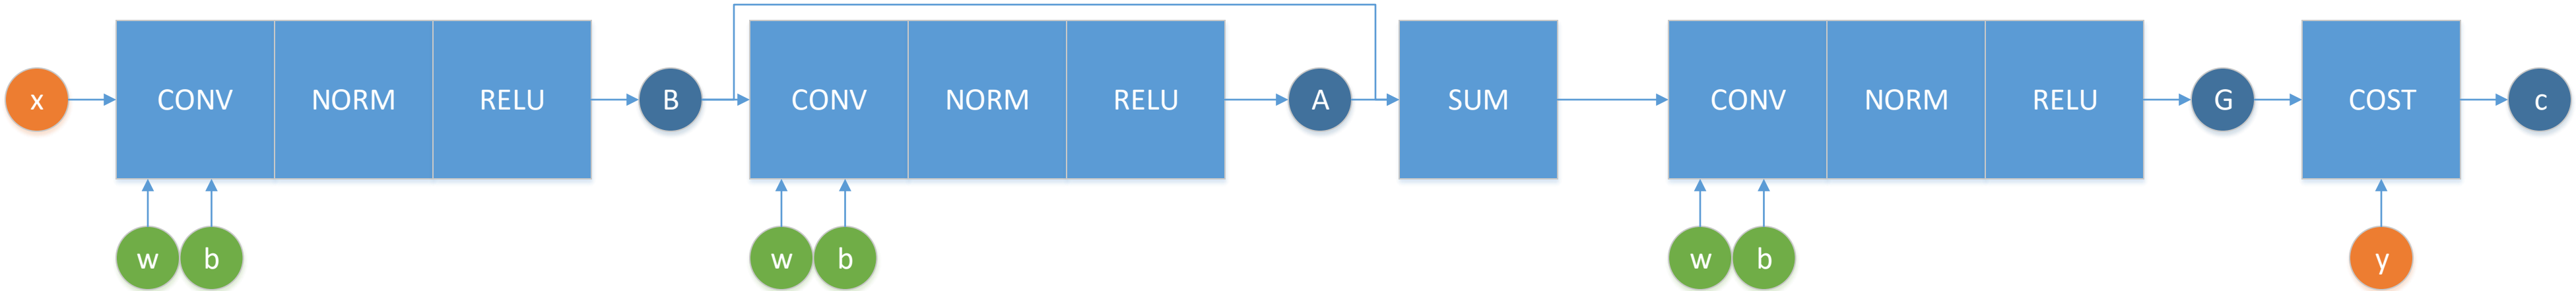 x CONV NORM RELU B CONV NORM RELU A SUM CONV NORM RELU G COST c
w b w b w b y